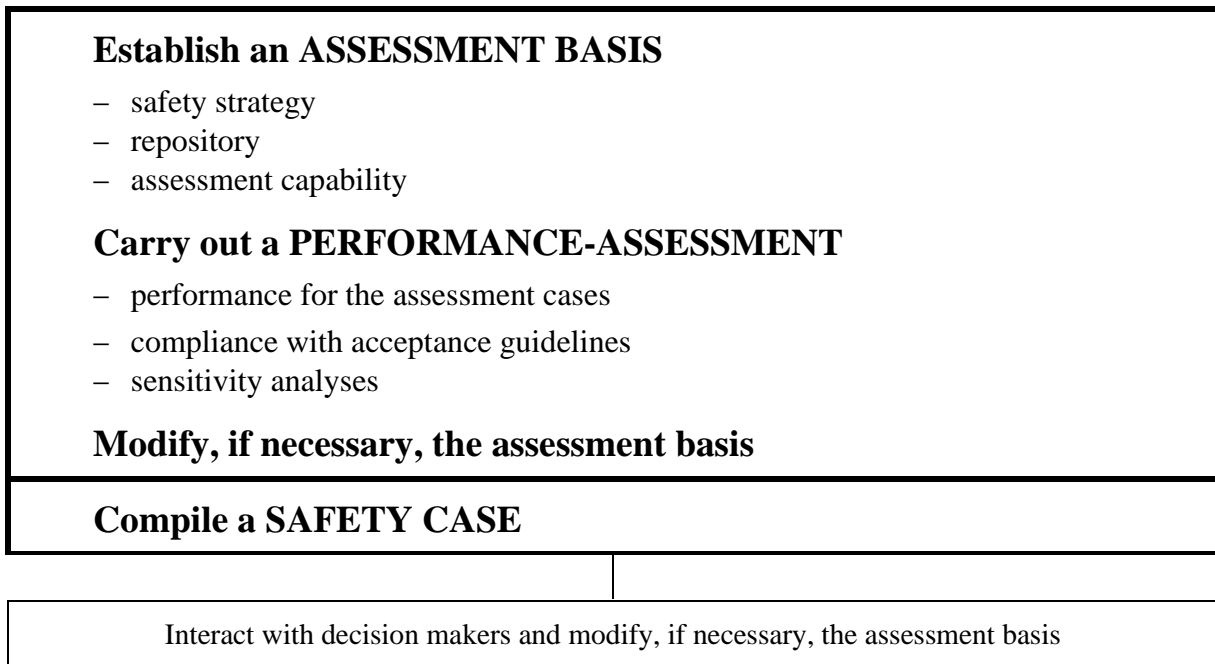 Establish an ASSESSMENT BASIS
– safety strategy
– repository
– assessment capability
Carry out a PERFORMANCE-ASSESSMENT
– performance for the assessment cases
– compliance with acceptance guidelines
– sensitivity analyses
Modify, if necessary, the assessment basis
Compile a SAFETY CASE
Interact with decision makers and modify, if necessary, the assessment basis